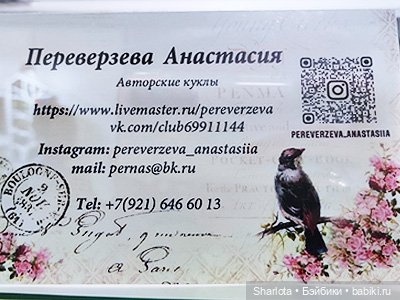 Переверзева Анастасия
Авторские куклы
https://www.livemaster.ru/pereverzeva
vk.com/club69911144
PEREVERZEVA_ANASTASIIA
Instagram: pereverzeva_anastasiia
mail: pernas@bk.ru
Tel: +7(921) 646 60 13
BOULOGNE
Sharlota • Бэйбики • babiki.ru